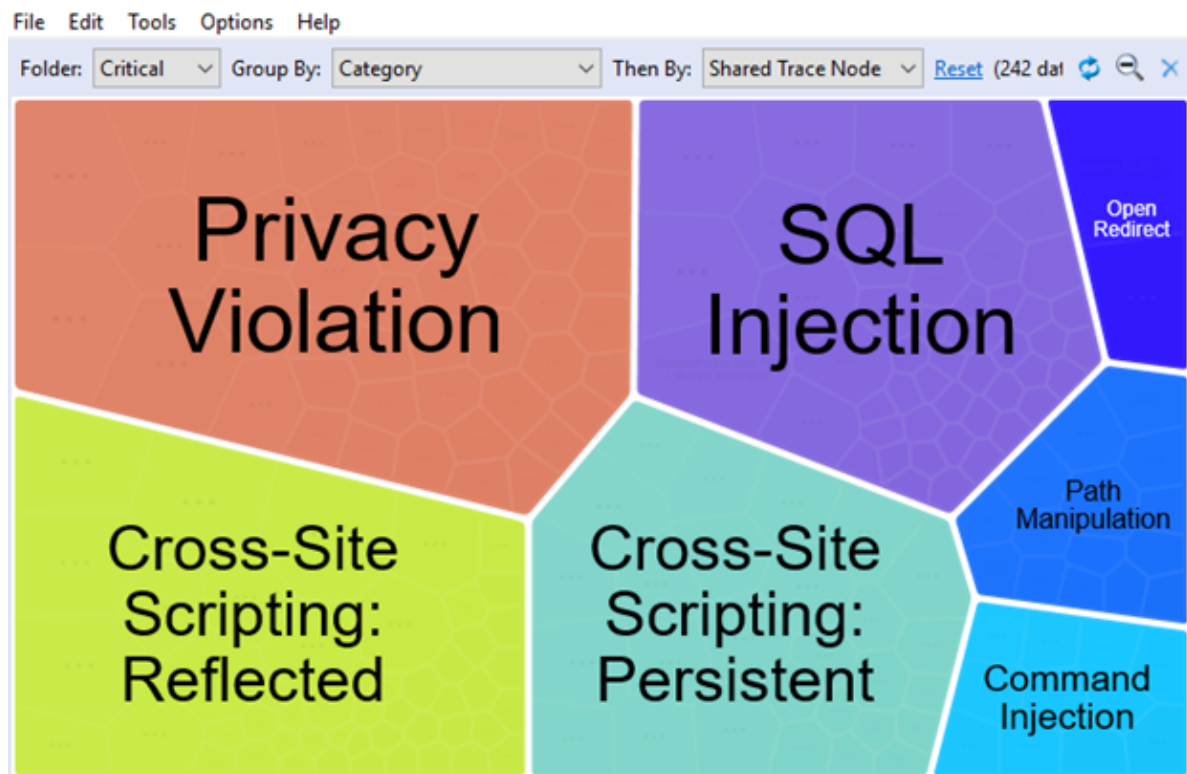 File Edit Tools Options Help
Folder: Critical Group By: Category Then By: Shared Trace Node Reset (242 dat
Privacy
Violation
SQL
Injection
Open
Redirect
Path
Manipulation
Cross-Site
Scripting:
Reflected
Cross-Site
Scripting:
Persistent
Command
Injection